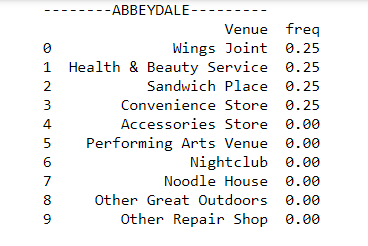 --------ABBEYDALE---------
Venue freq
0 Wings Joint 0.25
1 Health & Beauty Service 0.25
2 Sandwich Place 0.25
3 Convenience Store 0.25
4 Accessories Store 0.00
5 Performing Arts Venue 0.00
6 Nightclub 0.00
7 Noodle House 0.00
8 Other Great Outdoors 0.00
9 Other Repair Shop 0.00